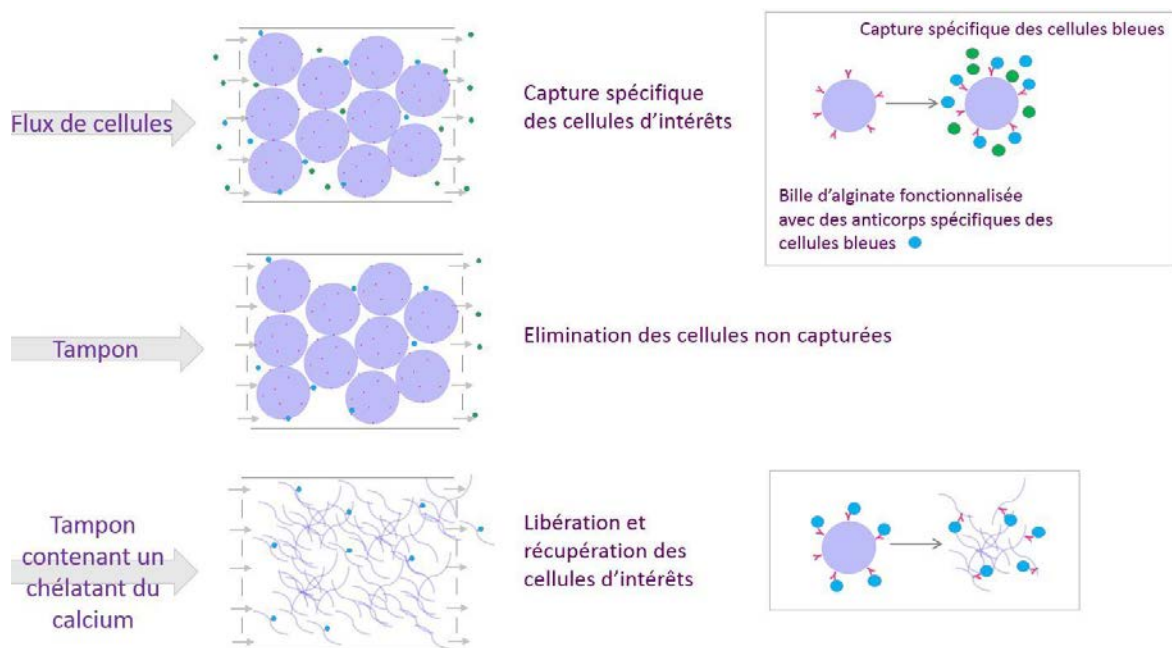 Flux de cellules
Capture spécifique
des cellules d’intérêts
Capture spécifique des cellules bleues
Bille d’alginate fonctionnalisée
avec des anticorps spécifiques des
cellules bleues
Tampon
Elimination des cellules non capturées
Tampon
contenant un
chélatant du
calcium
Libération et
récupération des
cellules d’intérêts